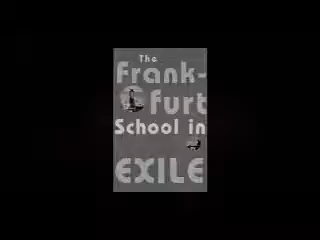 The
Frank-
furt
School in
EXILE